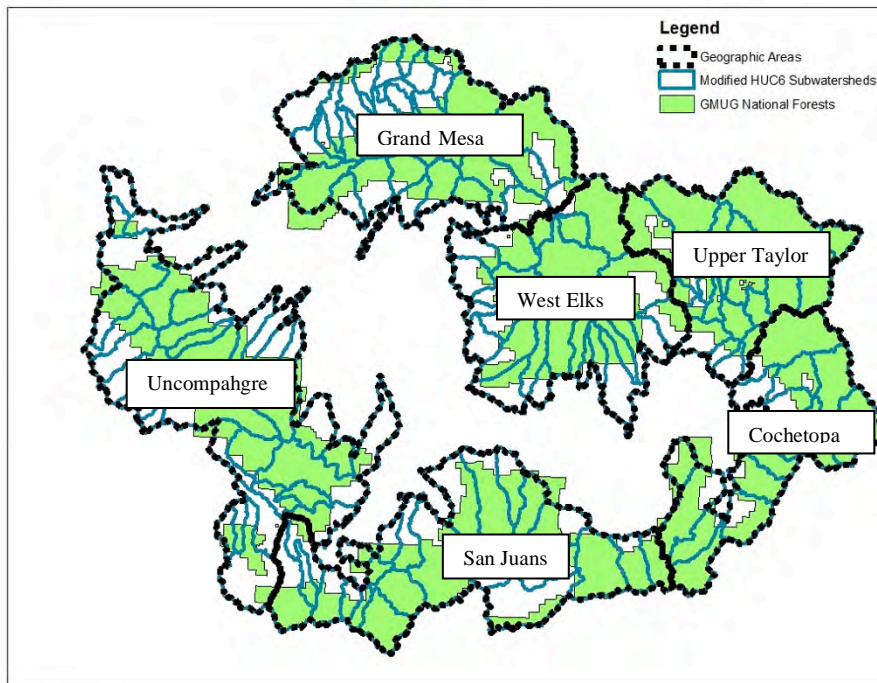 Legend
Geographic Areas
Modified HUC6 Subwatersheds
GMUG National Forests
Grand Mesa
Upper Taylor
West Elks
Uncompahgre
Cochetopa
San Juans